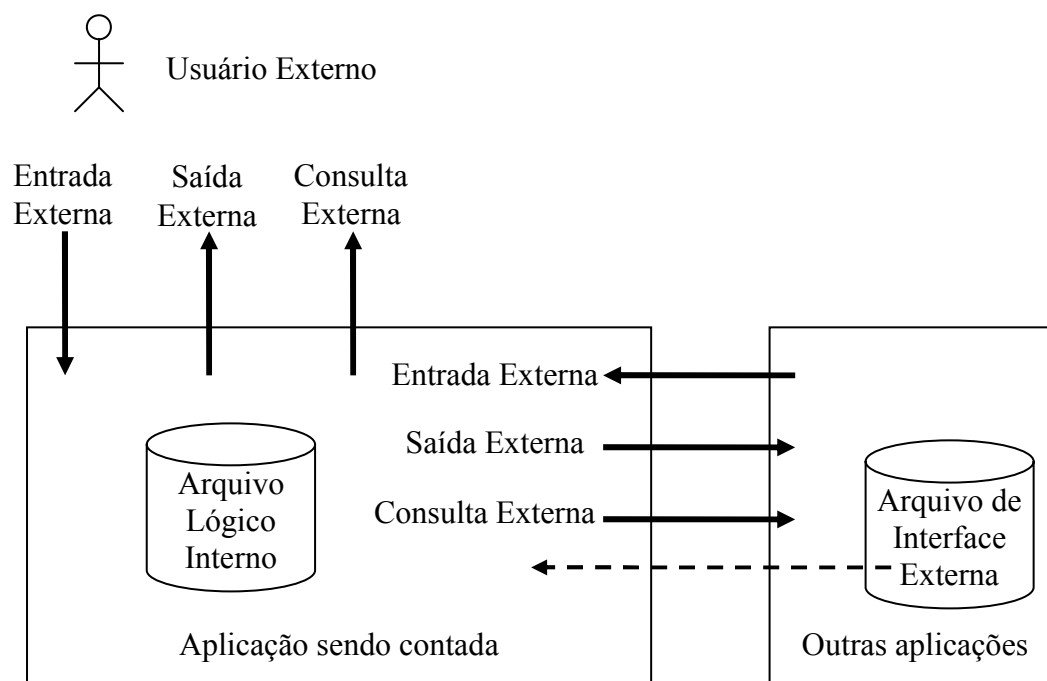 Usuário Externo
Entrada
Externa
Saída
Externa
Consulta
Externa
Entrada Externa
Saída Externa
Consulta Externa
Arquivo
Lógico
Interno
Arquivo de
Interface
Externa
Aplicação sendo contada
Outras aplicações